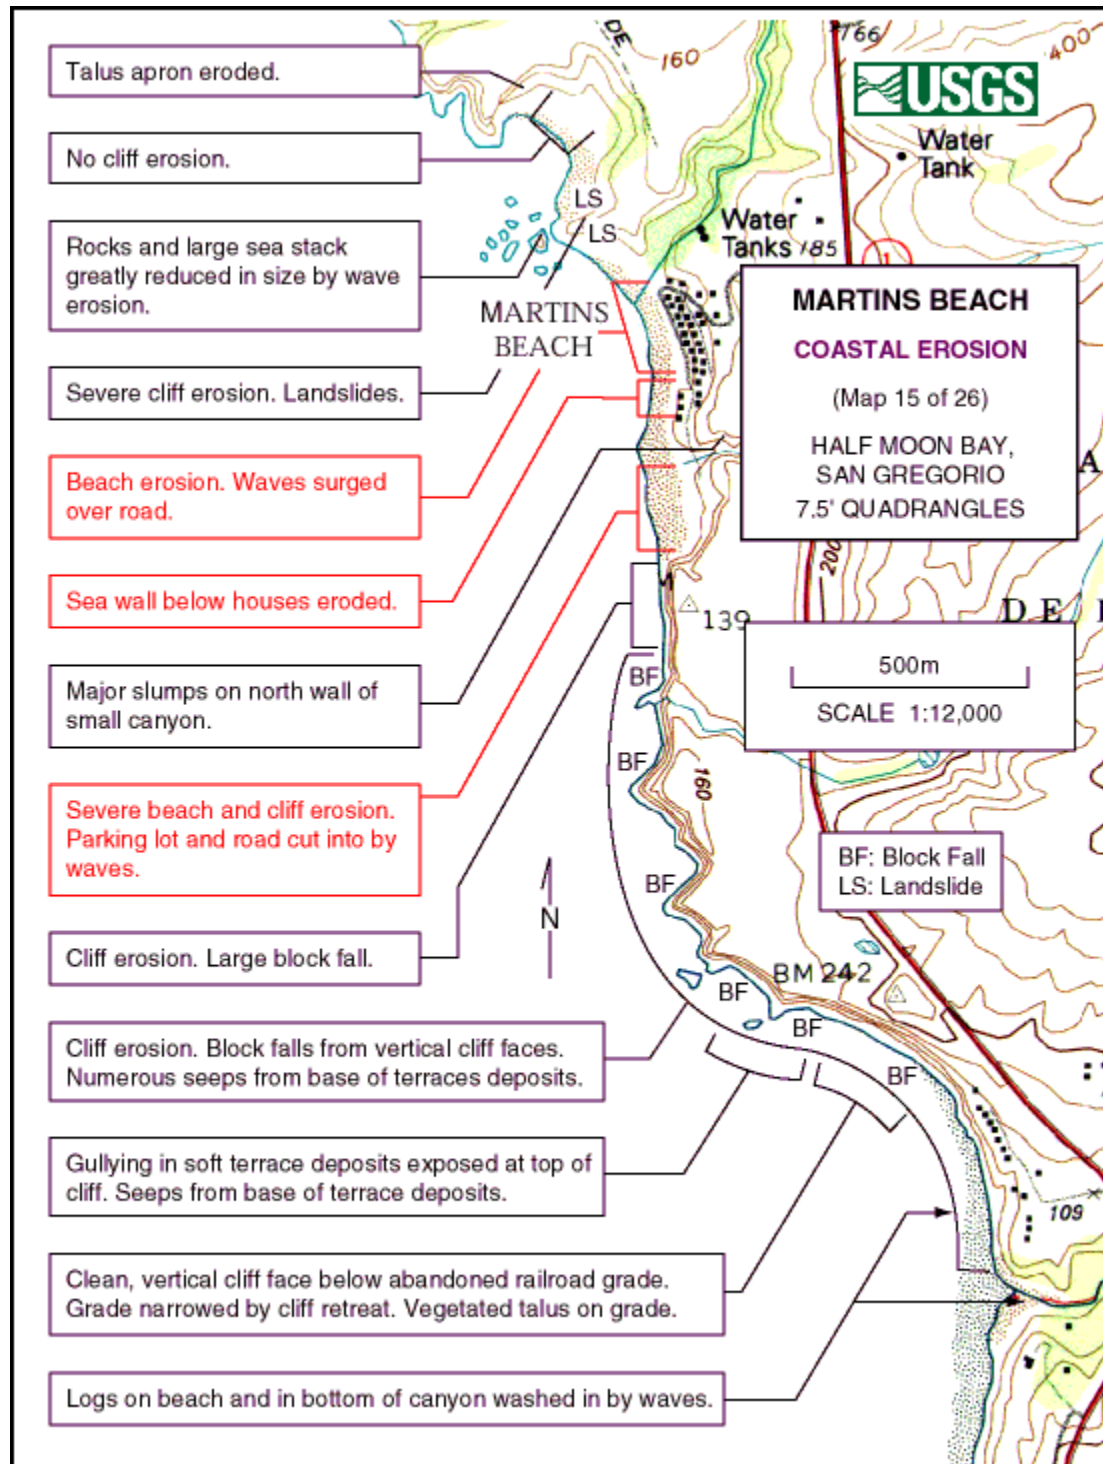 Talus apron eroded.
No cliff erosion.
Rocks and large sea stack
greatly reduced in size by wave
erosion.
Severe cliff erosion. Landslides.
Beach erosion. Waves surged
over road.
Sea wall below houses eroded.
Major slumps on north wall of
small canyon.
Severe beach and cliff erosion.
Parking lot and road cut into by
waves.
Cliff erosion. Large block fall.
Cliff erosion. Block falls from vertical cliff faces.
Numerous seeps from base of terraces deposits.
Gullying in soft terrace deposits exposed at top of
cliff. Seeps from base of terrace deposits.
Clean, vertical cliff face below abandoned railroad grade.
Grade narrowed by cliff retreat. Vegetated talus on grade.
Logs on beach and in bottom of canyon washed in by waves.
DE
160
166
400
USGS
Water
Tank
LS
LS
Water
Tanks 185
1
MARTINS
BEACH
MARTINS BEACH
COASTAL EROSION
(Map 15 of 26)
HALF MOON BAY,
SAN GREGORIO
7.5' QUADRANGLES
A
200
139
DE
500m
SCALE 1:12,000
BF
BF
160
BF: Block Fall
LS: Landslide
BF
N
BM 242
BF
BF
BF
109